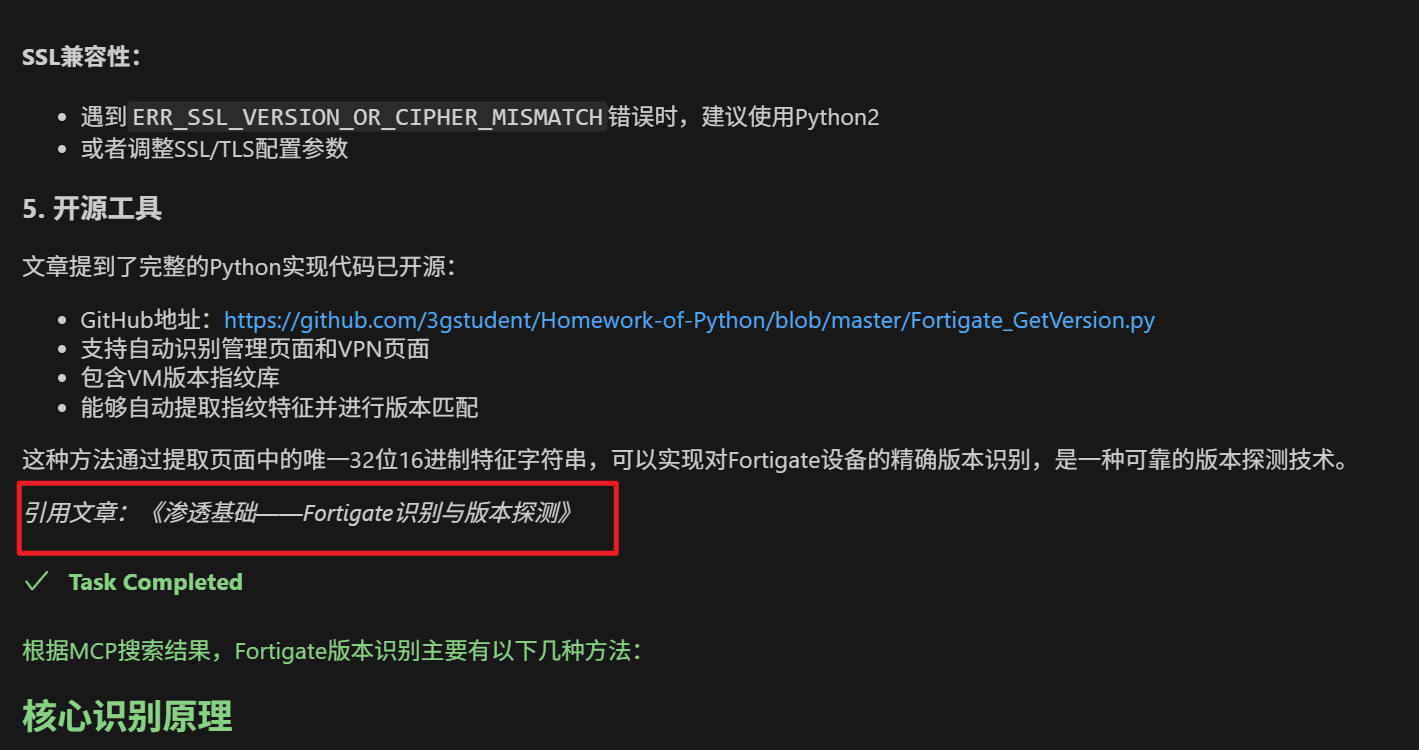 SSL兼容性：
遇到ERR_SSL_VERSION_OR_CIPHER_MISMATCH错误时，建议使用Python2
或者调整SSL/TLS配置参数
5. 开源工具
文章提到了完整的Python实现代码已开源：
GitHub地址：https://github.com/3gstudent/Homework-of-Python/blob/master/Fortigate_GetVersion.py
支持自动识别管理页面和VPN页面
包含VM版本指纹库
能够自动提取指纹特征并进行版本匹配
这种方法通过提取页面中的唯一32位16进制特征字符串，可以实现对Fortigate设备的精确版本识别，是一种可靠的版本探测技术。
引用文章：《渗透基础——Fortigate识别与版本探测》
Task Completed
根据MCP搜索结果，Fortigate版本识别主要有以下几种方法：
核心识别原理